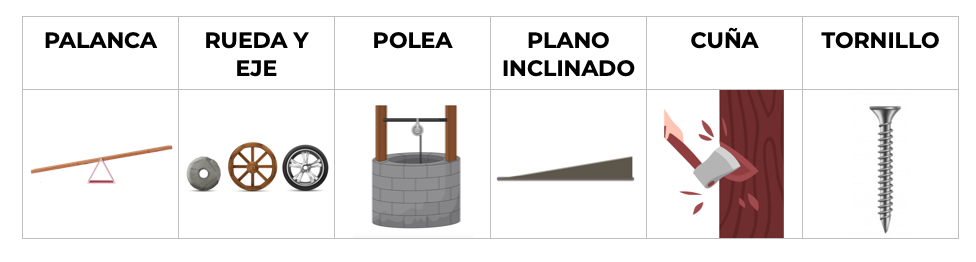 PALANCA
RUEDA Y
EJE
POLEA
PLANO
INCLINADO
CUÑA
TORNILLO